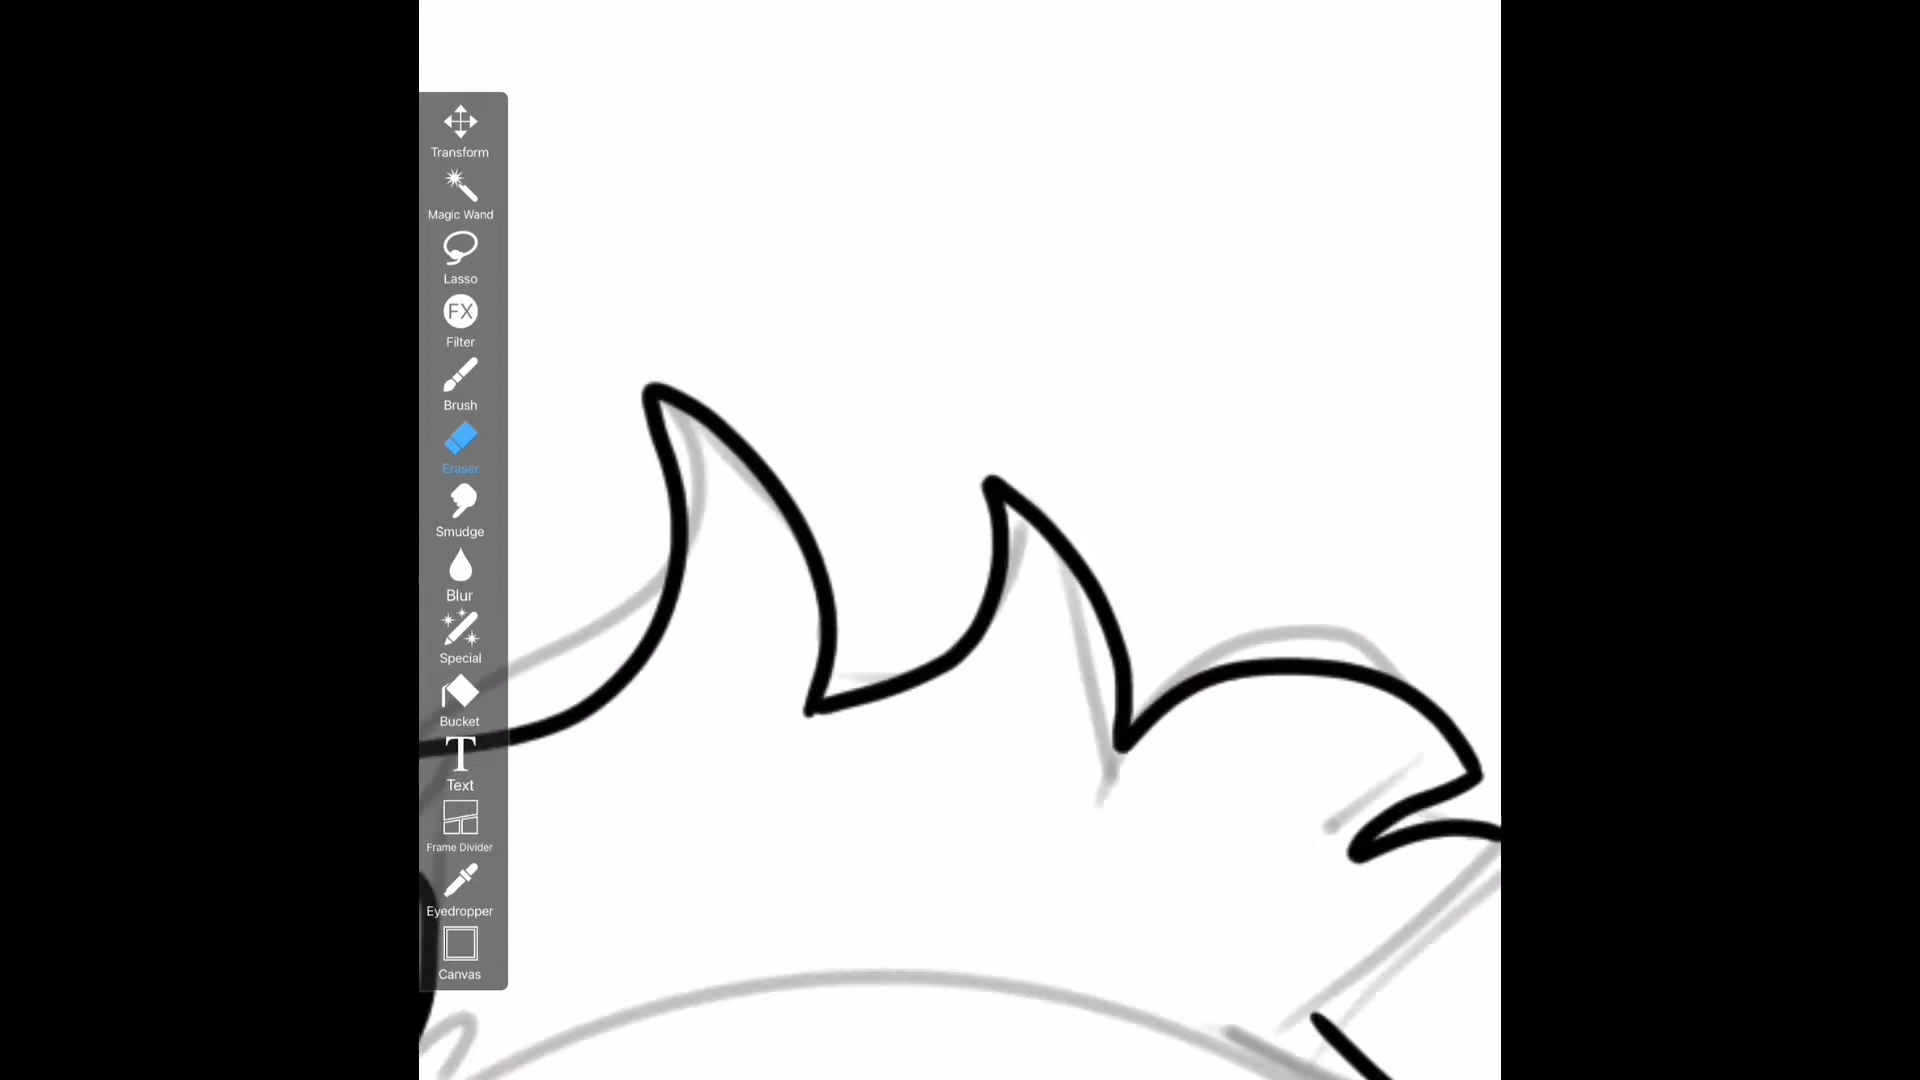 Transform
Magic Wand
Lasso
FX
Filter
Brush
Eraser
Smudge
Blur
Special
Bucket
T
Text
Frame Divider
Eyedropper
Canvas